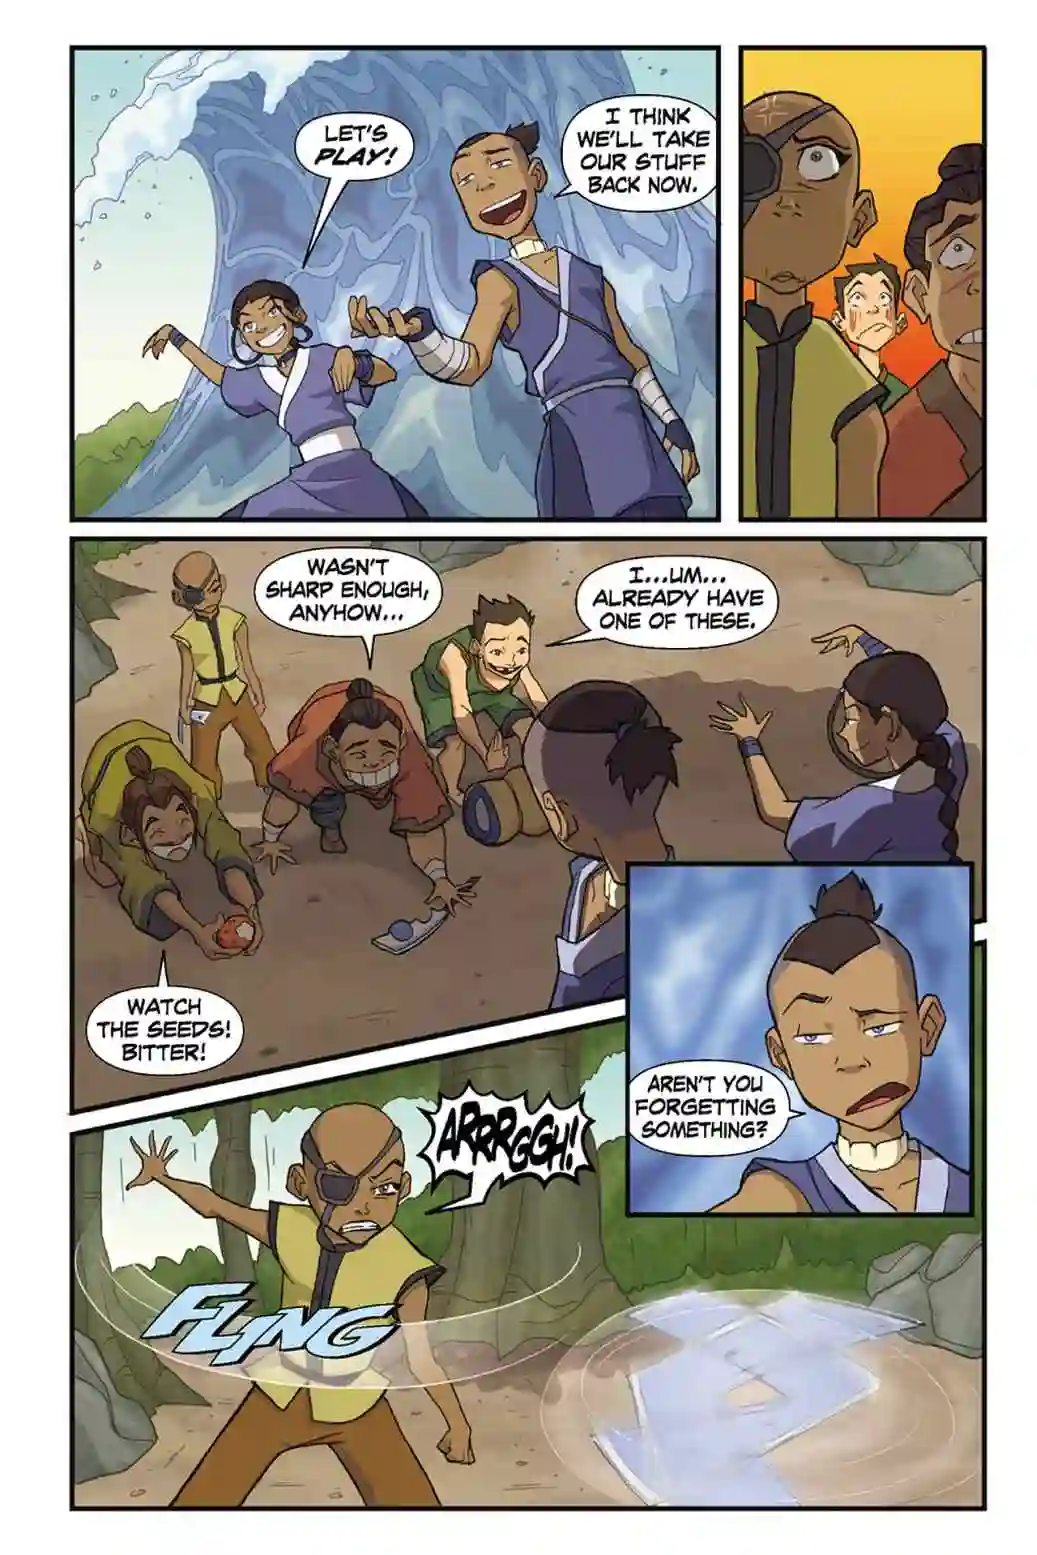 LET'S
PLAY!
I THINK
WE'LL TAKE
OUR STUFF
BACK NOW.
WASN'T
SHARP ENOUGH,
ANYHOW...
I...UM...
ALREADY HAVE
ONE OF THESE.
WATCH
THE SEEDS!
BITTER!
AREN'T YOU
FORGETTING
SOMETHING?
ARRRGGH!
FLING